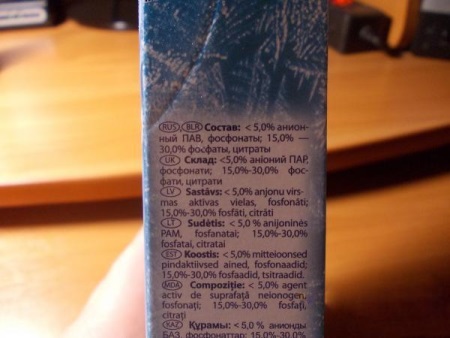 RUS, BLR Состав: < 5,0% анион-
ный ПАВ, фосфонаты; 15,0% —
30,0% фосфаты, цитраты
UK Склад: <5,0% аніоний ПАР,
фосфонати; 15,0%-30,0% фос-
фати, цитрати
LV Sastāvs: < 5,0% anjonu virs-
mas aktivas vielas, fosfonāti;
15,0%-30,0% fosfāti, citrāti
LT Sudėtis: < 5,0 % anijoninės
PAM, fosfanatai; 15,0%-30,0%
fosfatai, citratai
EST Koostis: < 5,0% mitteioonsed
pindaktiivsed ained, fosfonaadid;
15,0%-30,0% fosfaadid, tsitraadid.
MDA Compoziţie: < 5,0% agent
activ de suprafaţă neionogen,
fosfonaţi; 15,0%-30,0% fosfaţi,
citraţi
KAZ Құрамы: < 5,0 % анионды
БАЗ, фосфонаттар; 15,0%-30,0%